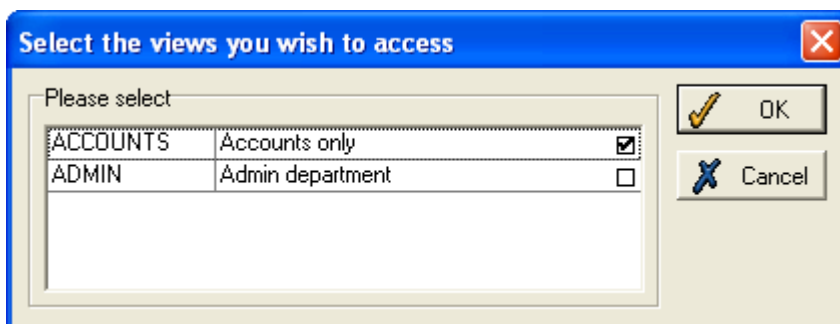 Select the views you wish to access
Please select
ACCOUNTS Accounts only
ADMIN Admin department
OK
Cancel